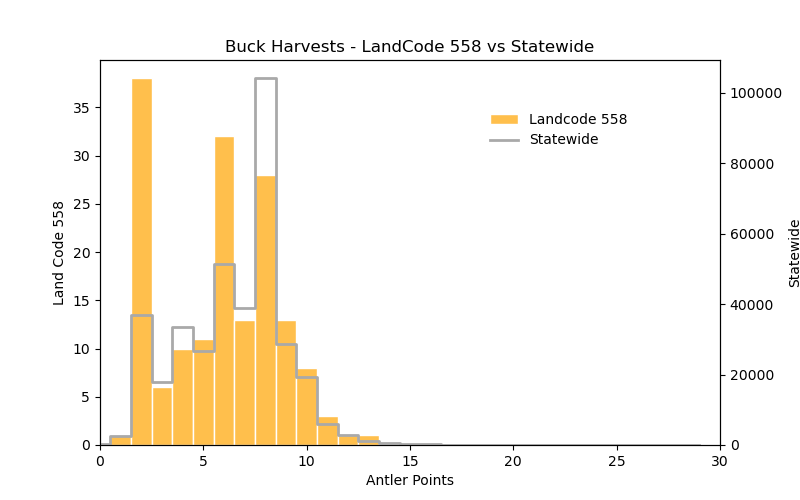 Buck Harvests - LandCode 558 vs Statewide
Landcode 558
Statewide
Land Code 558
35
30
25
20
15
10
5
0
100000
80000
60000
40000
20000
0
Statewide
0 5 10 15 20 25 30
Antler Points